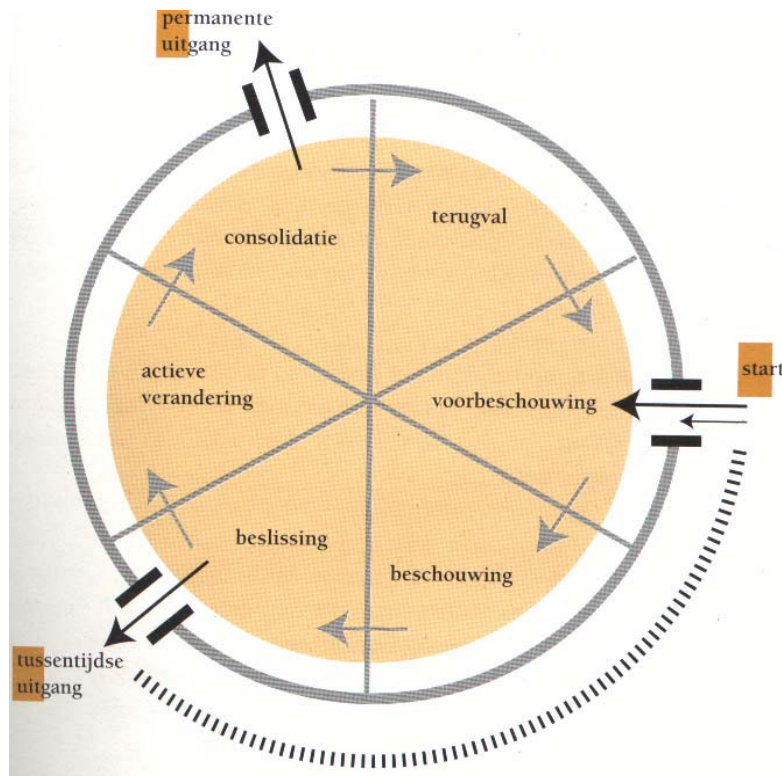 permanente
uitgang
terugval
consolidatie
start
actieve
verandering
voorbeschouwing
beslissing
beschouwing
tussentijdse
uitgang